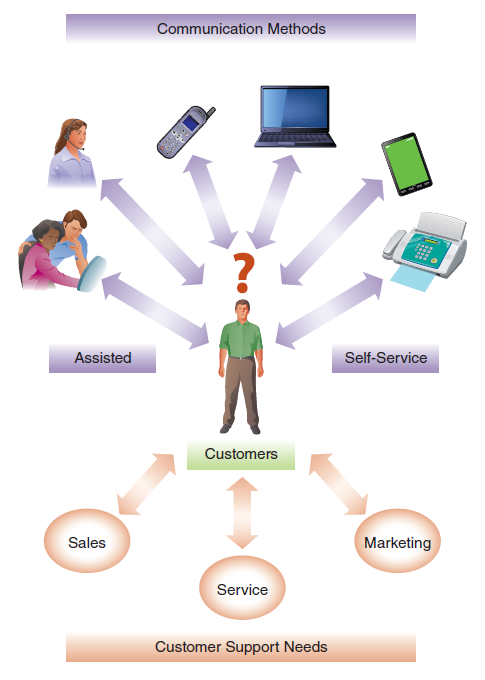 Communication Methods
?
Assisted
Self-Service
Customers
Sales
Marketing
Service
Customer Support Needs